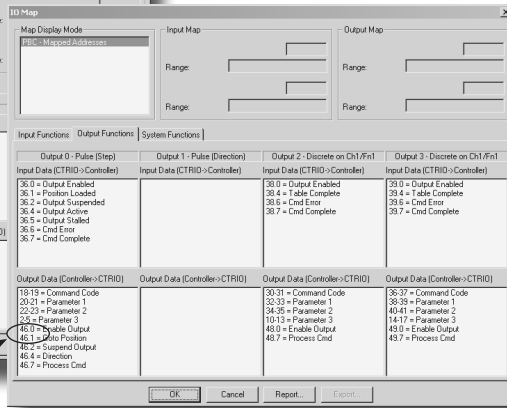 IO Map
Map Display Mode
PBC - Mapped Addresses
Input Map
Range:
Range:
Output Map
Range:
Range:
Input Functions
Output Functions
System Functions
Output 0 - Pulse (Step)
Input Data (CTRIO->Controller)
36.0 = Output Enabled
36.1 = Position Loaded
36.2 = Output Suspended
36.4 = Output Active
36.5 = Output Stalled
36.6 = Cmd Error
36.7 = Cmd Complete
Output 1 - Pulse (Direction)
Input Data (CTRIO->Controller)
Output 2 - Discrete on Ch1/Fn1
Input Data (CTRIO->Controller)
38.0 = Output Enabled
38.4 = Table Complete
38.6 = Cmd Error
38.7 = Cmd Complete
Output 3 - Discrete on Ch1/Fn1
Input Data (CTRIO->Controller)
39.0 = Output Enabled
39.4 = Table Complete
39.6 = Cmd Error
39.7 = Cmd Complete
Output Data (Controller->CTRIO)
18-19 = Command Code
20-21 = Parameter 1
22-23 = Parameter 2
2-5 = Parameter 3
46.0 = Enable Output
46.1 = Goto Position
46.2 = Suspend Output
46.4 = Direction
46.7 = Process Cmd
Output Data (Controller->CTRIO)
Output Data (Controller->CTRIO)
30-31 = Command Code
32-33 = Parameter 1
34-35 = Parameter 2
10-13 = Parameter 3
48.0 = Enable Output
48.7 = Process Cmd
Output Data (Controller->CTRIO)
36-37 = Command Code
38-39 = Parameter 1
40-41 = Parameter 2
14-17 = Parameter 3
49.0 = Enable Output
49.7 = Process Cmd
OK
Cancel
Report...
Export...